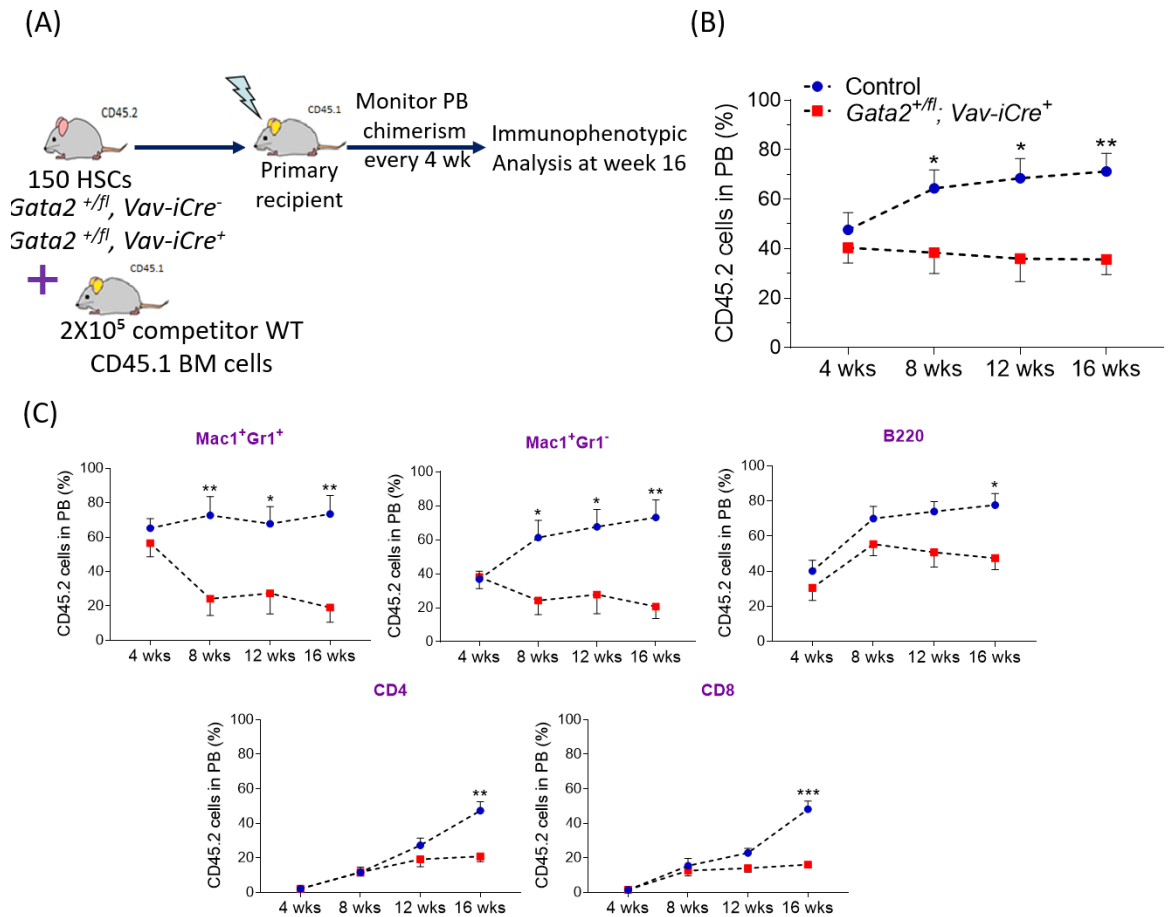 (A)
CD45.2
150 HSCs
Gata2 +/fl, Vav-iCre-
Gata2 +/fl, Vav-iCre+
+
CD45.1
2X10⁵ competitor WT
CD45.1 BM cells
CD45.1
Primary
recipient
Monitor PB
chimerism
every 4 wk
Immunophenotypic
Analysis at week 16
(B)
Control
Gata2+/fl; Vav-iCre+
CD45.2 cells in PB (%)
100
80
60
40
20
0
* * **
4 wks 8 wks 12 wks 16 wks
(C)
Mac1+Gr1+
CD45.2 cells in PB (%)
100
80
60
40
20
0
** * **
4 wks 8 wks 12 wks 16 wks
Mac1+Gr1-
CD45.2 cells in PB (%)
100
80
60
40
20
0
* * **
4 wks 8 wks 12 wks 16 wks
B220
CD45.2 cells in PB (%)
100
80
60
40
20
0
*
4 wks 8 wks 12 wks 16 wks
CD4
CD45.2 cells in PB (%)
100
80
60
40
20
0
**
4 wks 8 wks 12 wks 16 wks
CD8
CD45.2 cells in PB (%)
100
80
60
40
20
0
***
4 wks 8 wks 12 wks 16 wks